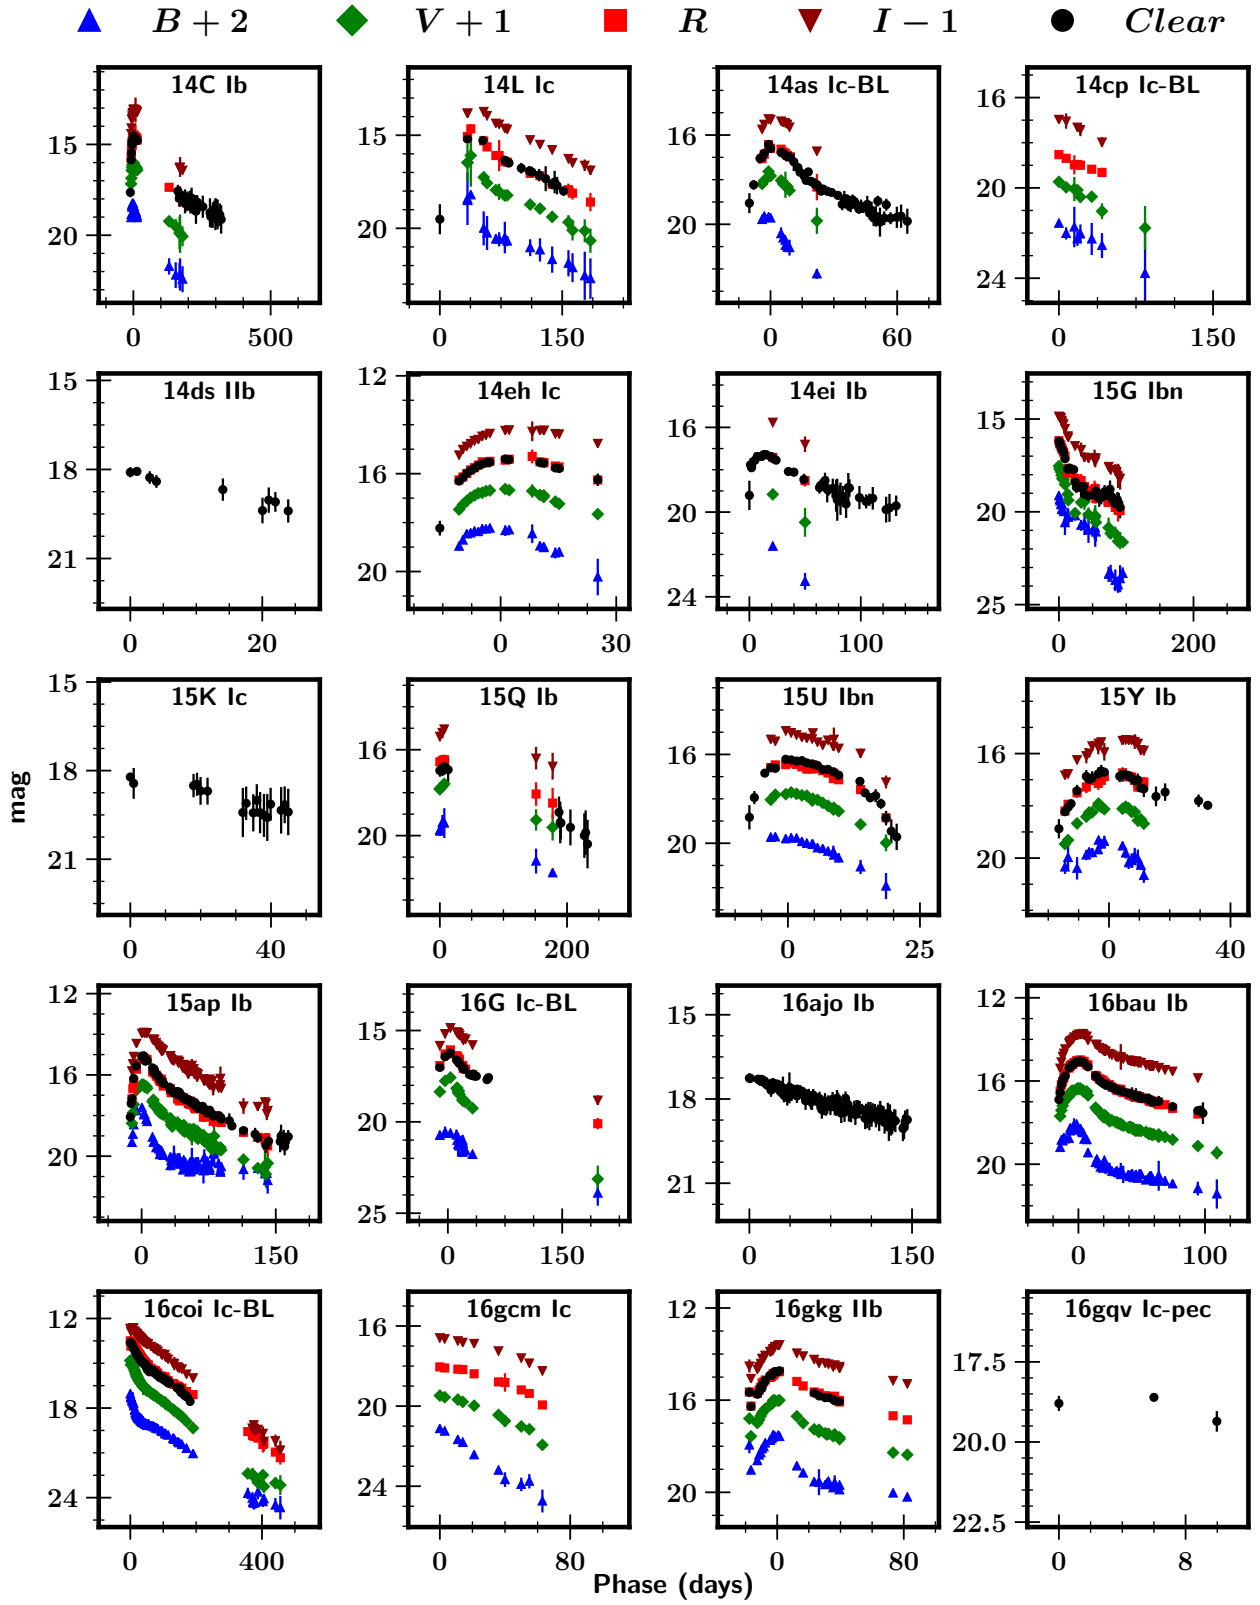 B + 2 V + 1 R I − 1 Clear
14C Ib 14L Ic 14as Ic-BL 14cp Ic-BL
15 20
15 20
16 20
16 20 24
0 500 0 150 0 60 0 150
14ds IIb 14eh Ic 14ei Ib 15G Ibn
15 18 21
12 16 20
16 20 24
15 20 25
0 20 0 30 0 100 0 200
15K Ic 15Q Ib 15U Ibn 15Y Ib
15 18 21
16 20
16 20
16 20
0 40 0 200 0 25 0 40
mag
15ap Ib 16G Ic-BL 16ajo Ib 16bau Ib
12 16 20
15 20 25
15 18 21
12 16 20
0 150 0 200 0 150 0 100
16coi Ic-BL 16gcm Ic 16gkg IIb 16gqv Ic-pec
12 18 24
16 20 24
12 16 20
17.5 20.0 22.5
0 400 0 80 0 80 0 8
Phase (days)